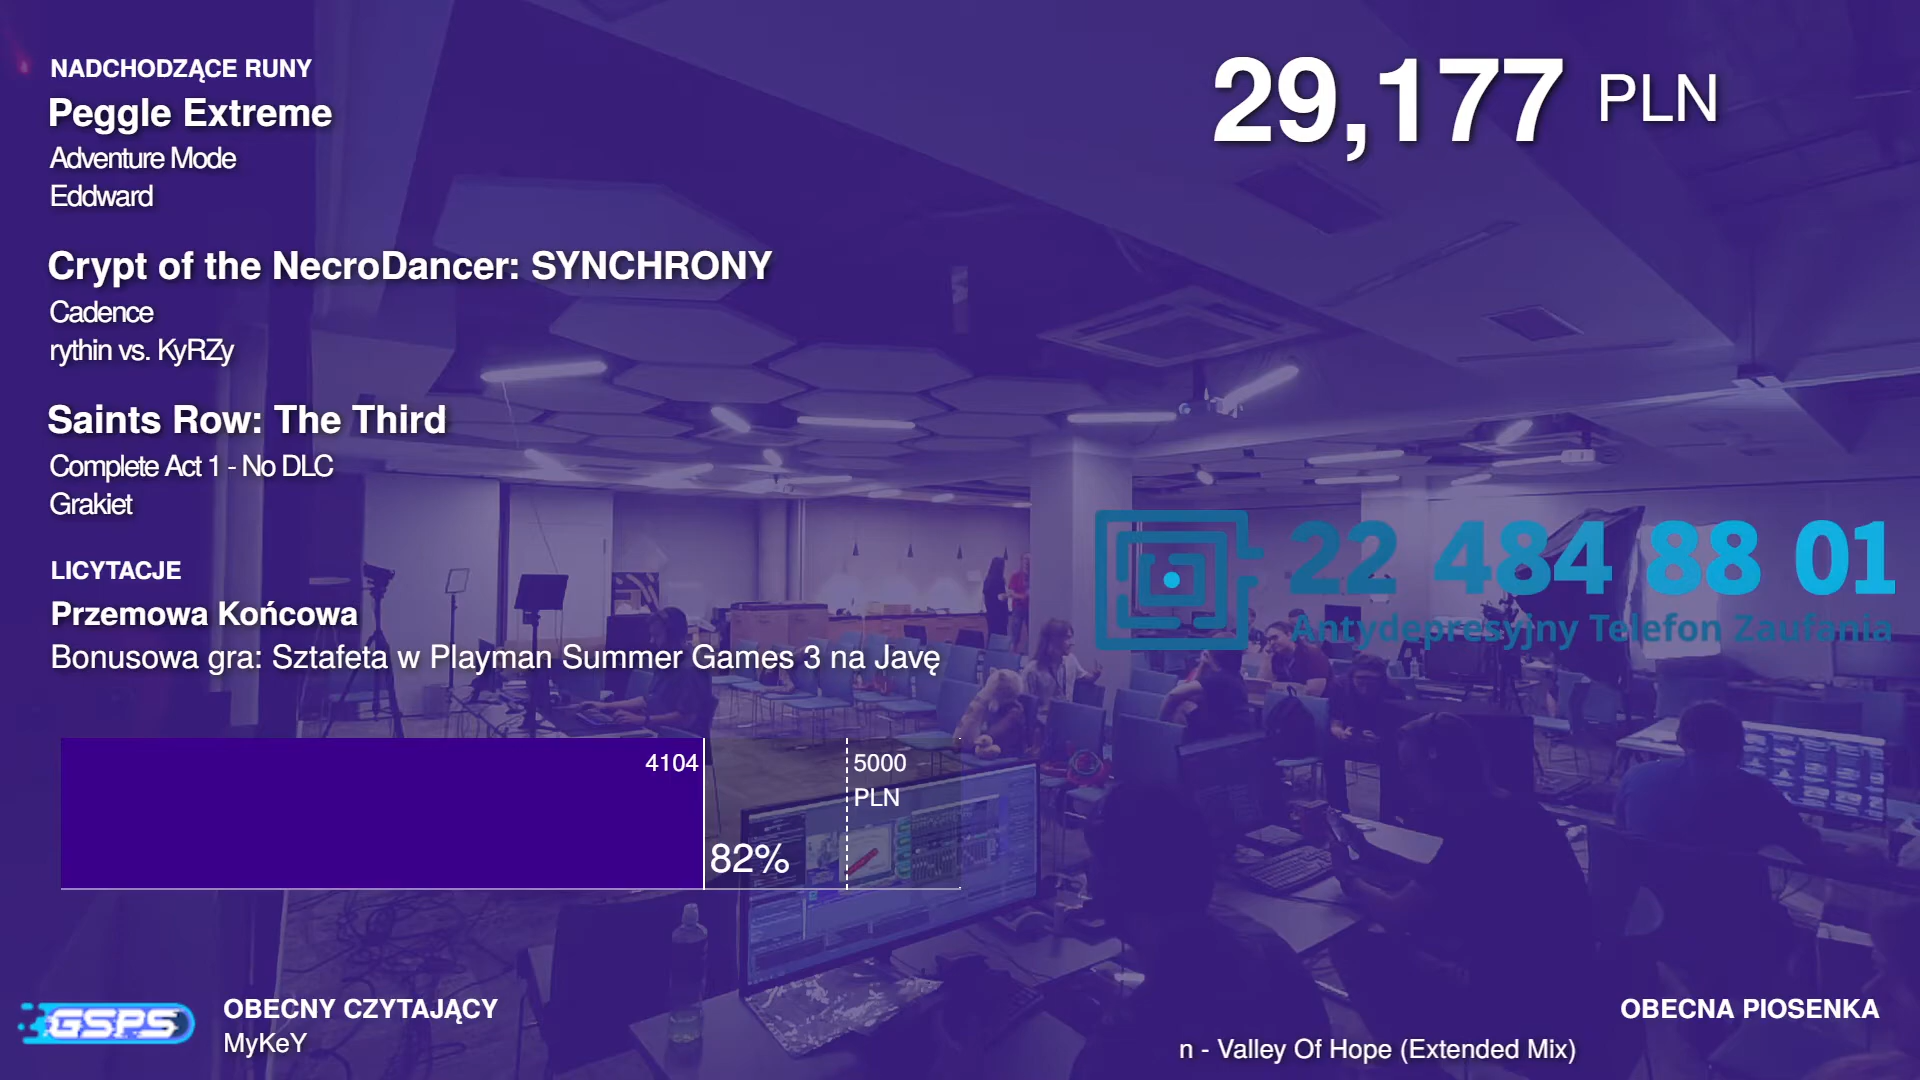 NADCHODZĄCE RUNY
Peggle Extreme
Adventure Mode
Eddward
Crypt of the NecroDancer: SYNCHRONY
Cadence
rythin vs. KyRZy
Saints Row: The Third
Complete Act 1 - No DLC
Grakiet
LICYTACJE
Przemowa Końcowa
Bonusowa gra: Sztafeta w Playman Summer Games 3 na Javę
4104
5000
PLN
82%
29,177 PLN
22 484 88 01
Antydepresyjny Telefon Zaufania
GSPS
OBECNY CZYTAJĄCY
MyKeY
OBECNA PIOSENKA
n - Valley Of Hope (Extended Mix)